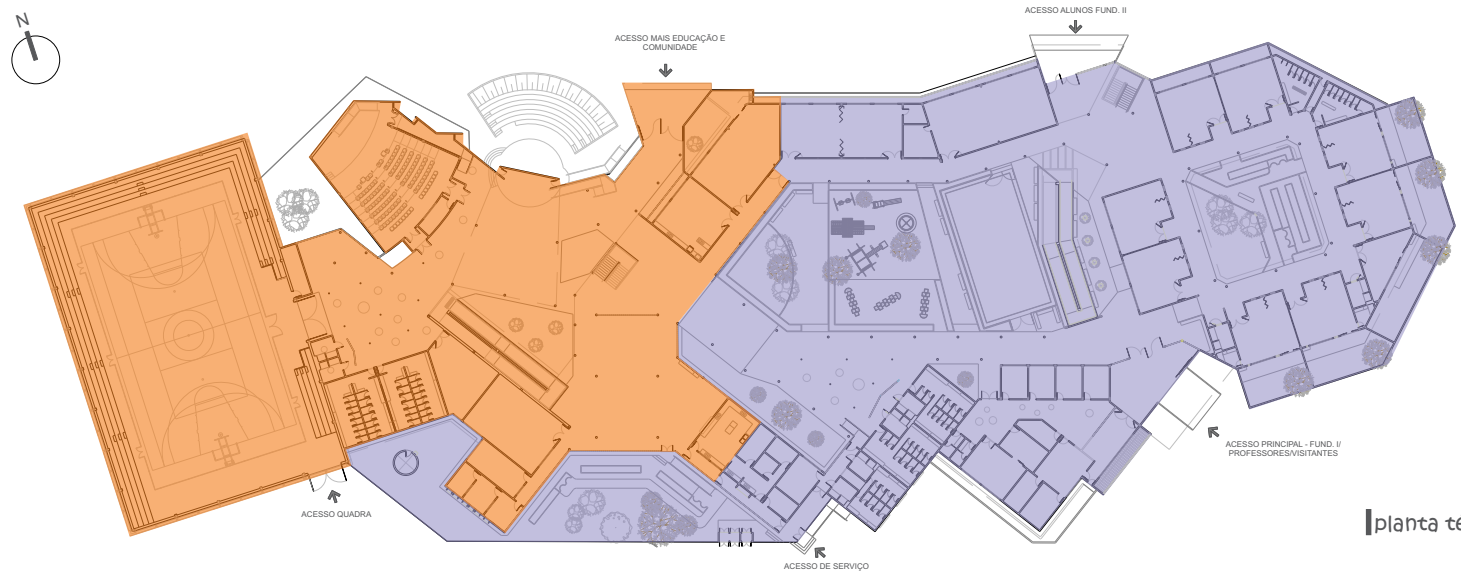 N
ACESSO ALUNOS FUND. II
ACESSO MAIS EDUCAÇÃO E
COMUNIDADE
ACESSO PRINCIPAL - FUND. I/
PROFESSORES/VISITANTES
ACESSO QUADRA
planta té
ACESSO DE SERVIÇO